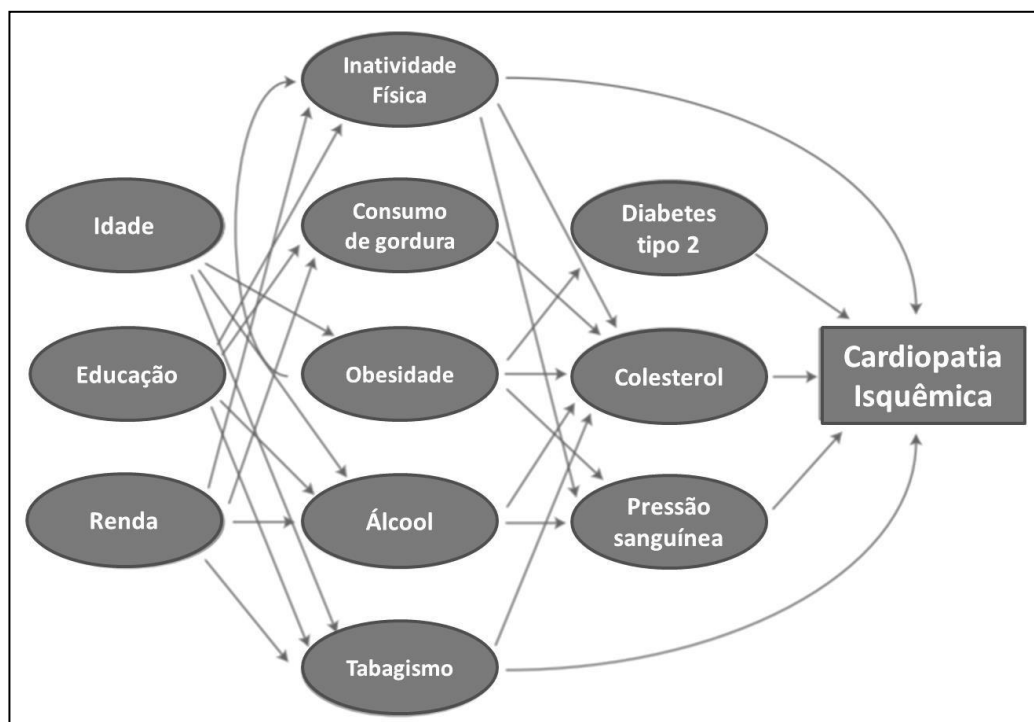 Inatividade
Física
Idade
Consumo
de gordura
Diabetes
tipo 2
Educação
Obesidade
Colesterol
Cardiopatia
Isquêmica
Renda
Álcool
Pressão
sanguínea
Tabagismo